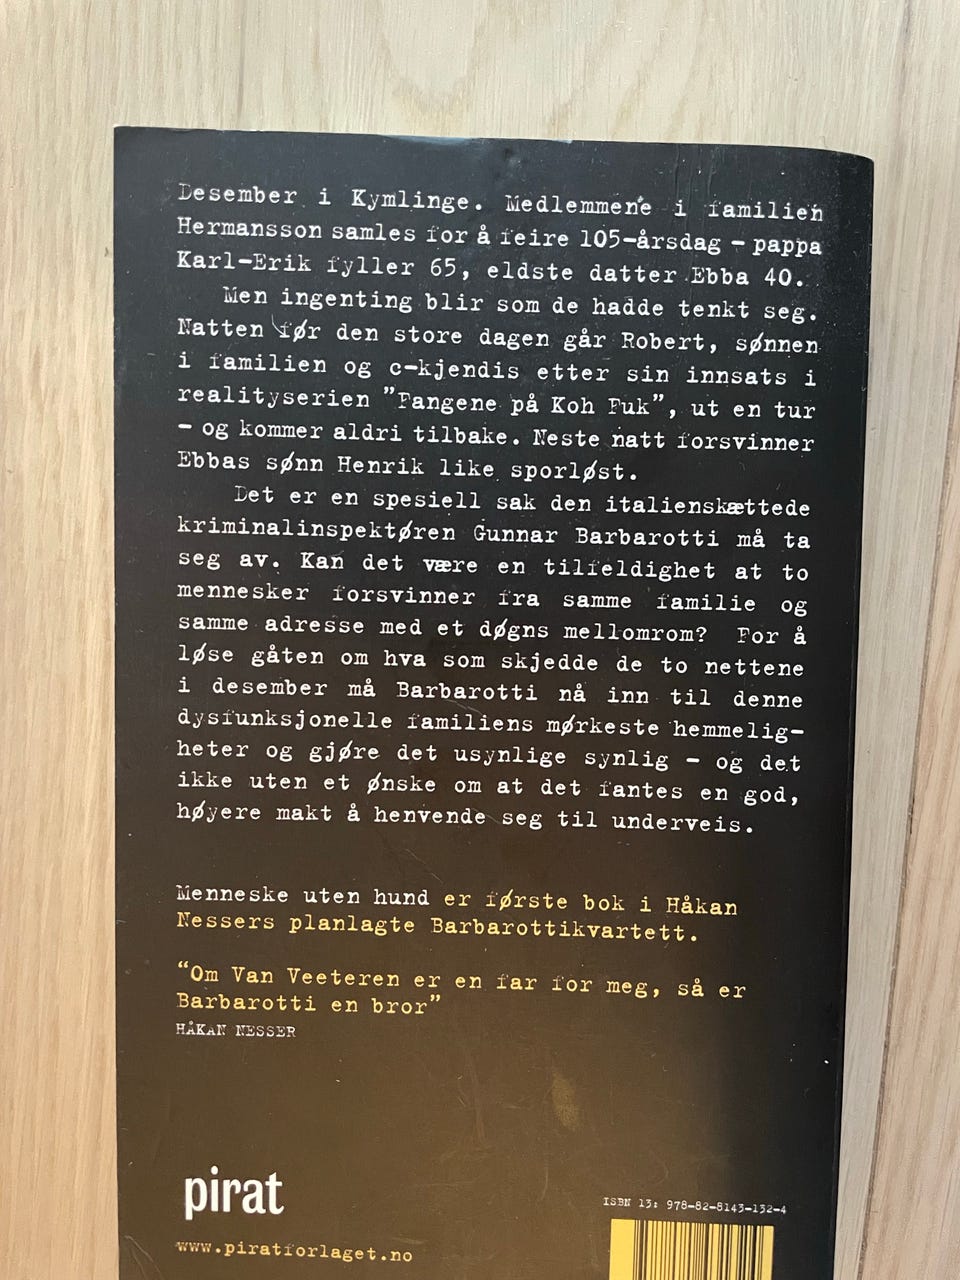 Desember i Kymlinge. Medlemmene i familien
Hermansson samles for å feire 105-årsdag – pappa
Karl-Erik fyller 65, eldste datter Ebba 40.
Men ingenting blir som de hadde tenkt seg.
Natten før den store dagen går Robert, sønnen
i familien og c-kjendis etter sin innsats i
realityserien ”Fangene på Koh Fuk”, ut en tur
– og kommer aldri tilbake. Neste natt forsvinner
Ebbas sønn Henrik like sporløst.
Det er en spesiell sak den italienskættede
kriminalinspektøren Gunnar Barbarotti må ta
seg av. Kan det være en tilfeldighet at to
mennesker forsvinner fra samme familie og
samme adresse med et døgns mellomrom? For å
løse gåten om hva som skjedde de to nettene
i desember må Barbarotti nå inn til denne
dysfunksjonelle familiens mørkeste hemmelig-
heter og gjøre det usynlige synlig – og det
ikke uten et ønske om at det fantes en god,
høyere makt å henvende seg til underveis.
Menneske uten hund er første bok i Håkan
Nessers planlagte Barbarottikvartett.
“Om Van Veeteren er en far for meg, så er
Barbarotti en bror”
HÅKAN NESSER
pirat
ISBN 13: 978-82-8143-132-4
www.piratforlaget.no